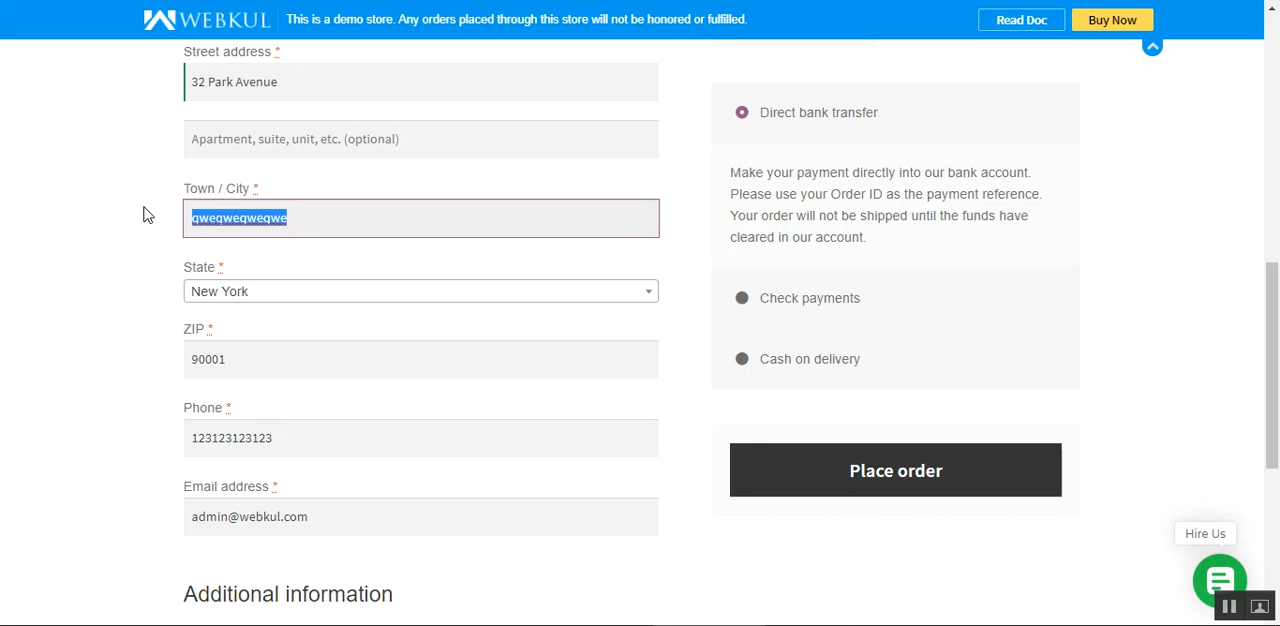 WEBKUL This is a demo store. Any orders placed through this store will not be honored or fulfilled. Read Doc Buy Now
Street address *
32 Park Avenue
Apartment, suite, unit, etc. (optional)
Town / City *
qweqweqweqwe
State *
New York
ZIP *
90001
Phone *
123123123123
Email address *
admin@webkul.com
Additional information
Direct bank transfer
Make your payment directly into our bank account.
Please use your Order ID as the payment reference.
Your order will not be shipped until the funds have
cleared in our account.
Check payments
Cash on delivery
Place order
Hire Us